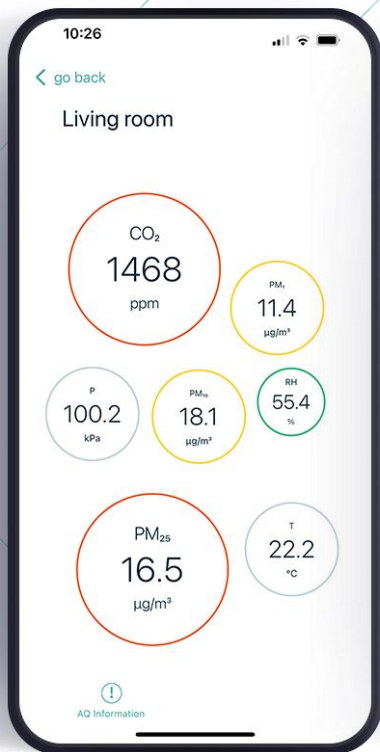 10:26
go back
Living room
CO₂
1468
ppm
PM₁
11.4
µg/m³
P
100.2
kPa
PM₁₀
18.1
µg/m³
RH
55.4
%
PM₂₅
16.5
µg/m³
T
22.2
°C
AQ Information